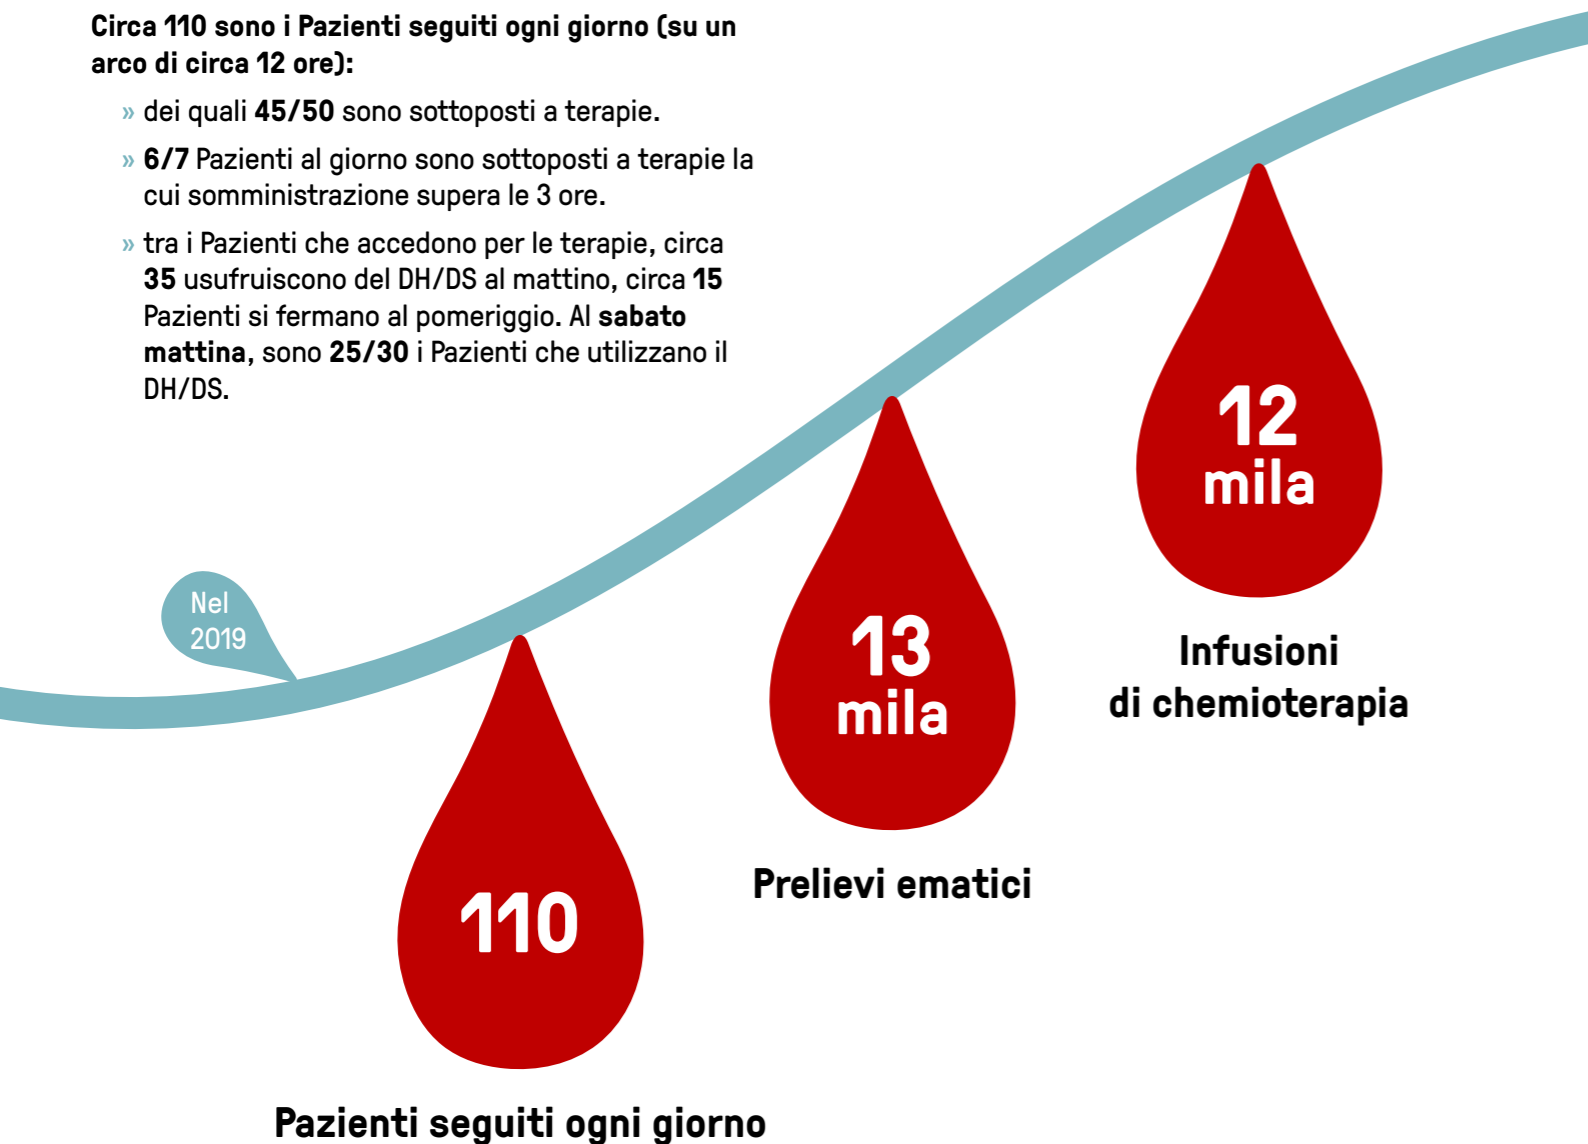 Circa 110 sono i Pazienti seguiti ogni giorno (su un
arco di circa 12 ore):
» dei quali 45/50 sono sottoposti a terapie.
» 6/7 Pazienti al giorno sono sottoposti a terapie la
cui somministrazione supera le 3 ore.
» tra i Pazienti che accedono per le terapie, circa
35 usufruiscono del DH/DS al mattino, circa 15
Pazienti si fermano al pomeriggio. Al sabato
mattina, sono 25/30 i Pazienti che utilizzano il
DH/DS.
Nel
2019
110
Pazienti seguiti ogni giorno
13
mila
Prelievi ematici
12
mila
Infusioni
di chemioterapia